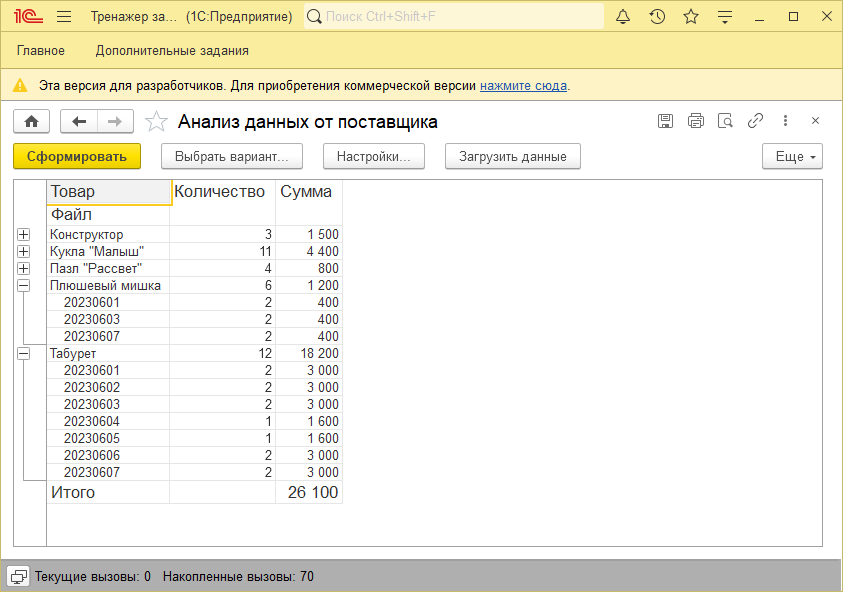 1С Тренажер за... (1С:Предприятие) Поиск Ctrl+Shift+F
Главное Дополнительные задания
Эта версия для разработчиков. Для приобретения коммерческой версии нажмите сюда.
Анализ данных от поставщика
Сформировать Выбрать вариант... Настройки... Загрузить данные Еще
Товар Количество Сумма
Файл
Конструктор 3 1 500
Кукла "Малыш" 11 4 400
Пазл "Рассвет" 4 800
Плюшевый мишка 6 1 200
20230601 2 400
20230603 2 400
20230607 2 400
Табурет 12 18 200
20230601 2 3 000
20230602 2 3 000
20230603 2 3 000
20230604 1 1 600
20230605 1 1 600
20230606 2 3 000
20230607 2 3 000
Итого 26 100
Текущие вызовы: 0 Накопленные вызовы: 70